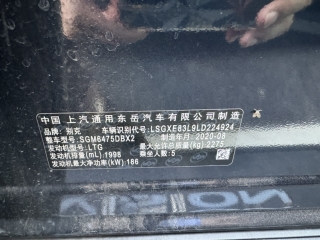 中国 上汽通用东岳汽车有限公司制造
品牌：别克 车辆识别代号：LSGXE83L9LD224924
整车型号：SGM6475DBX2 制造年月：2020-08
发动机型号：LTG 最大允许总质量(kg)：2275
发动机排量(mL)：1998 乘坐人数：5
发动机最大净功率(kW)：186